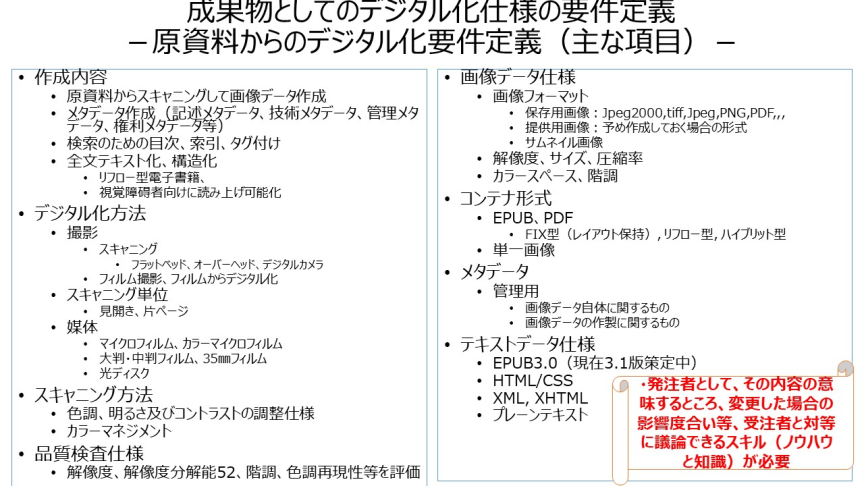 成果物としてのデジタル化仕様の要件定義
－原資料からのデジタル化要件定義（主な項目）－
• 作成内容
• 原資料からスキャニングして画像データ作成
• メタデータ作成（記述メタデータ、技術メタデータ、管理メタ
データ、権利メタデータ等）
• 検索のための目次、索引、タグ付け
• 全文テキスト化、構造化
• リフロー型電子書籍、
• 視覚障碍者向けに読み上げ可能化
• デジタル化方法
• 撮影
• スキャニング
• フラットベッド、オーバーヘッド、デジタルカメラ
• フィルム撮影、フィルムからデジタル化
• スキャニング単位
• 見開き、片ページ
• 媒体
• マイクロフィルム、カラーマイクロフィルム
• 大判・中判フィルム、35㎜フィルム
• 光ディスク
• スキャニング方法
• 色調、明るさ及びコントラストの調整仕様
• カラーマネジメント
• 品質検査仕様
• 解像度、解像度分解能52、階調、色調再現性等を評価
• 画像データ仕様
• 画像フォーマット
• 保存用画像：Jpeg2000,tiff,Jpeg,PNG,PDF,,,
• 提供用画像：予め作成しておく場合の形式
• サムネイル画像
• 解像度、サイズ、圧縮率
• カラースペース、階調
• コンテナ形式
• EPUB、PDF
• FIX型（レイアウト保持）, リフロー型, ハイブリット型
• 単一画像
• メタデータ
• 管理用
• 画像データ自体に関するもの
• 画像データの作製に関するもの
• テキストデータ仕様
• EPUB3.0（現在3.1版策定中）
• HTML/CSS
• XML, XHTML
• プレーンテキスト
・発注者として、その内容の意
味するところ、変更した場合の
影響度合い等、受注者と対等
に議論できるスキル（ノウハウ
と知識）が必要